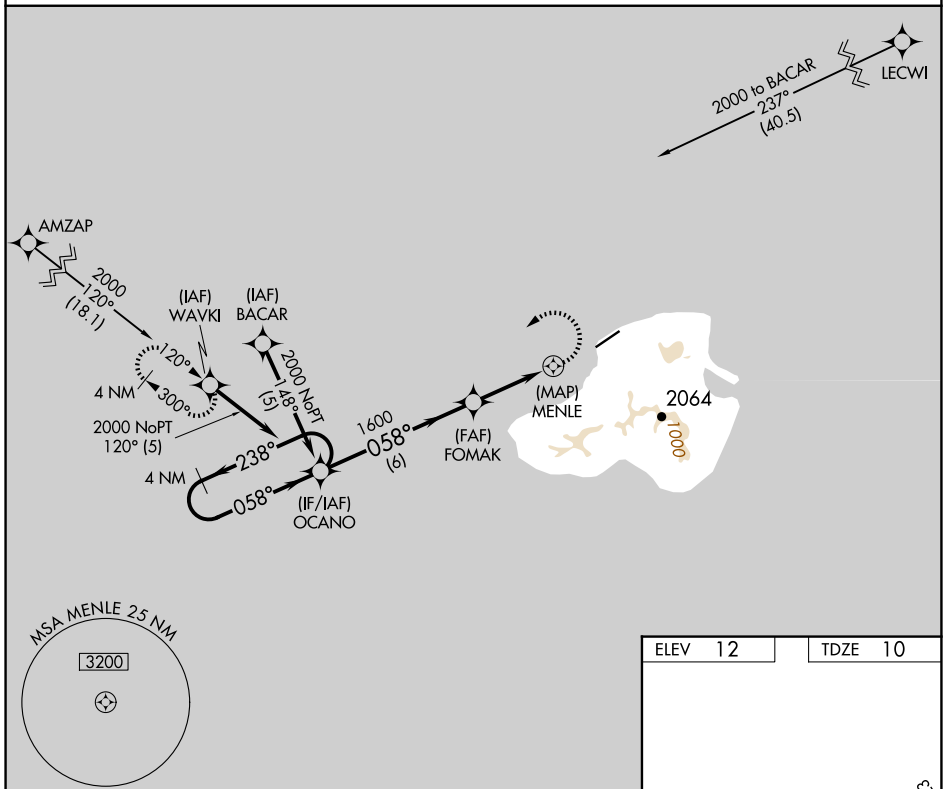 LECWI
2000 to BACAR
237°
(40.5)
AMZAP
2000
120°
(18.1)
(IAF)
WAVKI
(IAF)
BACAR
120°
300°
4 NM
2000 NoPT
148°
(5)
2000 NoPT
120° (5)
4 NM
238°
058°
(IF/IAF)
OCANO
1600
058°
(6)
(FAF)
FOMAK
(MAP)
MENLE
2064
1000
MSA MENLE 25 NM
3200
ELEV 12
TDZE 10